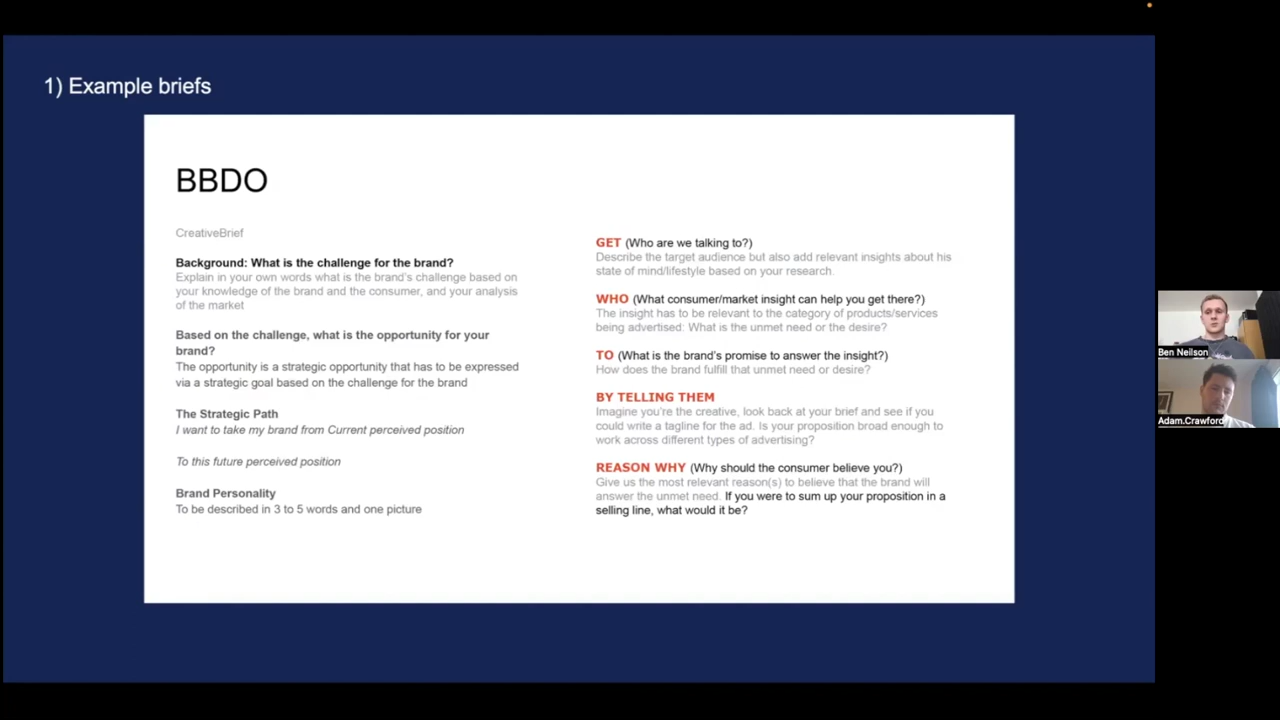 1) Example briefs
BBDO
CreativeBrief
Background: What is the challenge for the brand?
Explain in your own words what is the brand's challenge based on
your knowledge of the brand and the consumer, and your analysis
of the market
Based on the challenge, what is the opportunity for your
brand?
The opportunity is a strategic opportunity that has to be expressed
via a strategic goal based on the challenge for the brand
The Strategic Path
I want to take my brand from Current perceived position
To this future perceived position
Brand Personality
To be described in 3 to 5 words and one picture
GET (Who are we talking to?)
Describe the target audience but also add relevant insights about his
state of mind/lifestyle based on your research.
WHO (What consumer/market insight can help you get there?)
The insight has to be relevant to the category of products/services
being advertised: What is the unmet need or the desire?
TO (What is the brand's promise to answer the insight?)
How does the brand fulfill that unmet need or desire?
BY TELLING THEM
Imagine you're the creative, look back at your brief and see if you
could write a tagline for the ad. Is your proposition broad enough to
work across different types of advertising?
REASON WHY (Why should the consumer believe you?)
Give us the most relevant reason(s) to believe that the brand will
answer the unmet need. If you were to sum up your proposition in a
selling line, what would it be?
Ben Neilson
Adam.Crawford